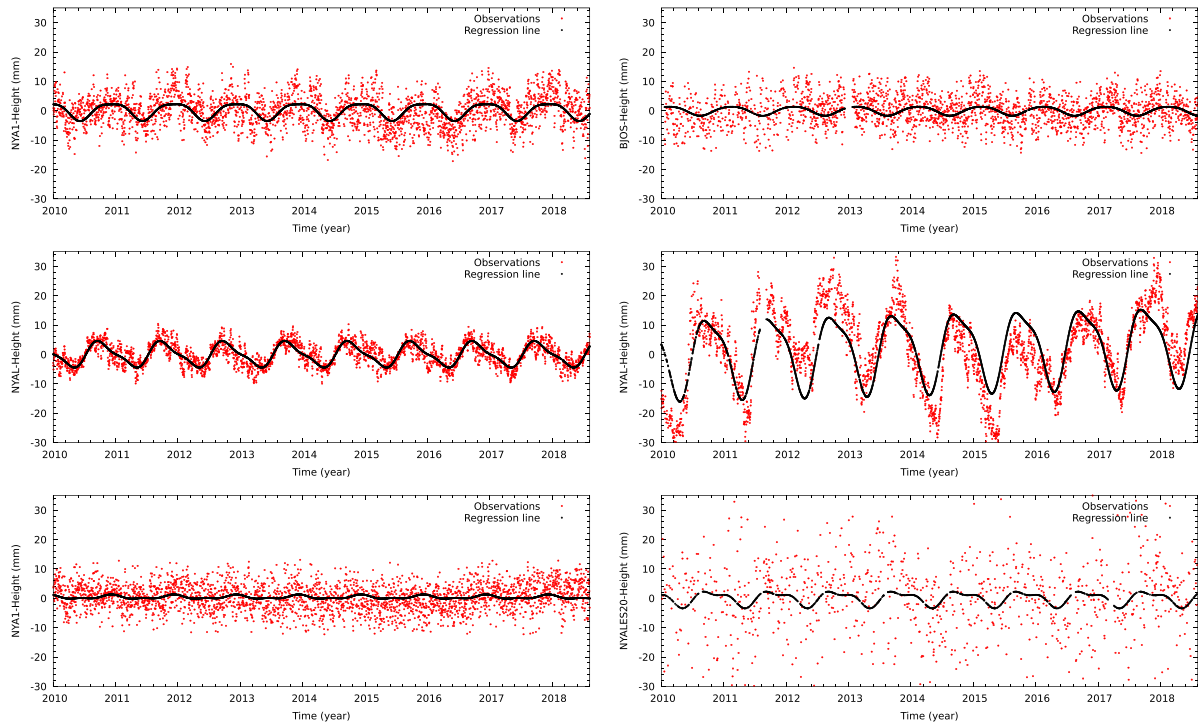 NYA1-Height (mm)
35
30
20
10
0
-10
-20
-30
Observations
Regression line
2010 2011 2012 2013 2014 2015 2016 2017 2018
Time (year)
BJOS-Height (mm)
30
20
10
0
-10
-20
-30
Observations
Regression line
2010 2011 2012 2013 2014 2015 2016 2017 2018
Time (year)
NYAL-Height (mm)
30
20
10
0
-10
-20
-30
Observations
Regression line
2010 2011 2012 2013 2014 2015 2016 2017 2018
Time (year)
NYAL-Height (mm)
30
20
10
0
-10
-20
-30
Observations
Regression line
2010 2011 2012 2013 2014 2015 2016 2017 2018
Time (year)
NYA1-Height (mm)
30
20
10
0
-10
-20
-30
Observations
Regression line
2010 2011 2012 2013 2014 2015 2016 2017 2018
Time (year)
NYALES20-Height (mm)
30
20
10
0
-10
-20
-30
Observations
Regression line
2010 2011 2012 2013 2014 2015 2016 2017 2018
Time (year)